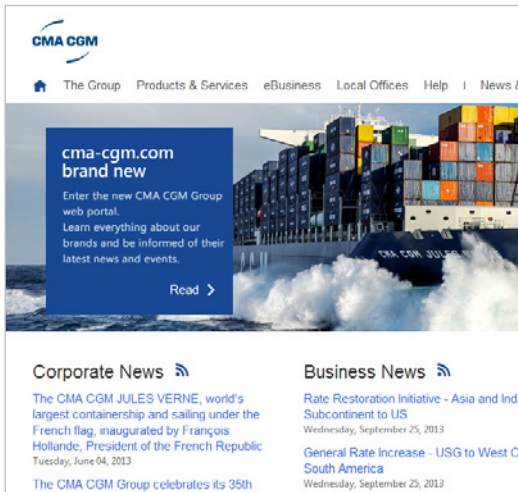 CMA CGM
The Group Products & Services eBusiness Local Offices Help | News &
cma-cgm.com
brand new
Enter the new CMA CGM Group
web portal.
Learn everything about our
brands and be informed of their
latest news and events.
Read >
CMA CGM JULES
Corporate News
The CMA CGM JULES VERNE, world's
largest containership and sailing under the
French flag, inaugurated by François
Hollande, President of the French Republic
Tuesday, June 04, 2013
The CMA CGM Group celebrates its 35th
Business News
Rate Restoration Initiative - Asia and Ind
Subcontinent to US
Wednesday, September 25, 2013
General Rate Increase - USG to West C
South America
Wednesday, September 25, 2013